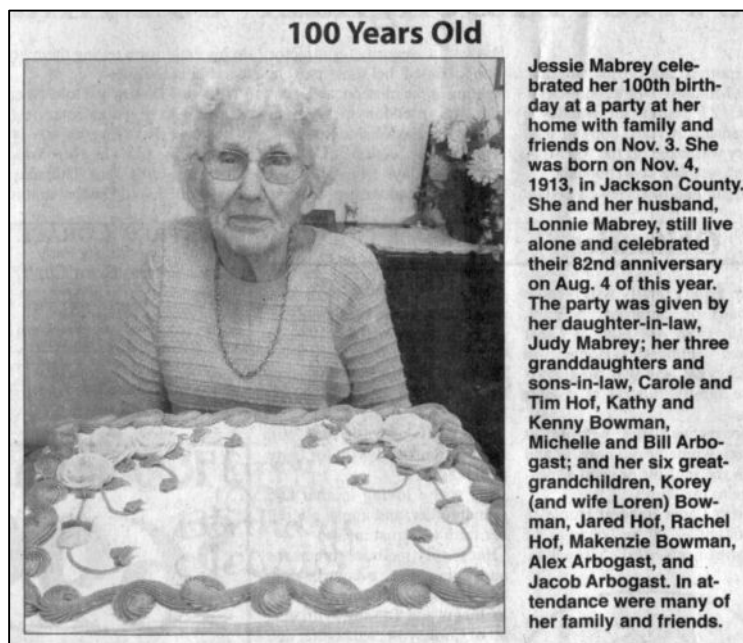 100 Years Old
Jessie Mabrey cele-
brated her 100th birth-
day at a party at her
home with family and
friends on Nov. 3. She
was born on Nov. 4,
1913, in Jackson County.
She and her husband,
Lonnie Mabrey, still live
alone and celebrated
their 82nd anniversary
on Aug. 4 of this year.
The party was given by
her daughter-in-law,
Judy Mabrey; her three
granddaughters and
sons-in-law, Carole and
Tim Hof, Kathy and
Kenny Bowman,
Michelle and Bill Arbo-
gast; and her six great-
grandchildren, Korey
(and wife Loren) Bow-
man, Jared Hof, Rachel
Hof, Makenzie Bowman,
Alex Arbogast, and
Jacob Arbogast. In at-
tendance were many of
her family and friends.